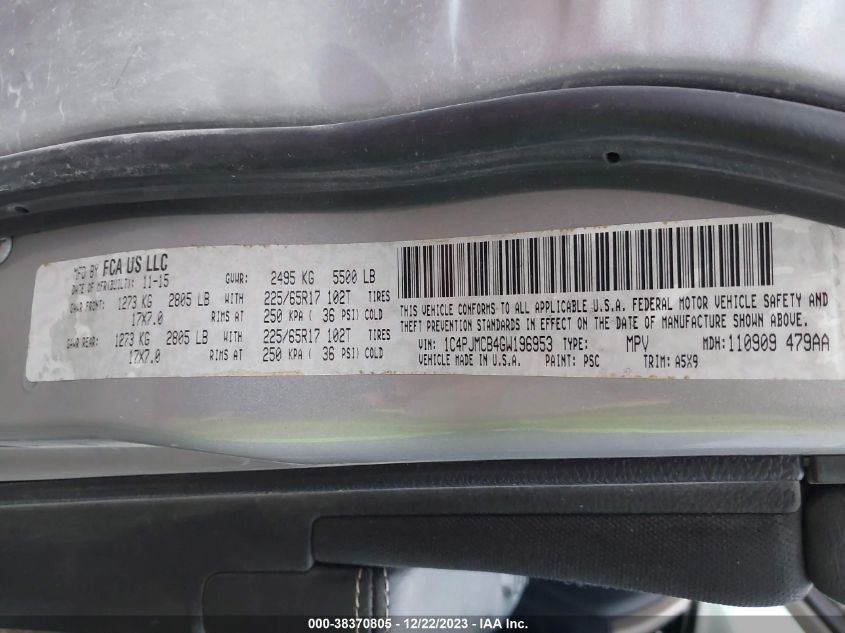 MFD BY FCA US LLC
DATE OF MFR(BUILT): 11-15 GVWR: 2495 KG 5500 LB
GAWR FRONT: 1273 KG 2805 LB WITH 225/65R17 102T TIRES
17X7.0 RIMS AT 250 KPA ( 36 PSI) COLD
GAWR REAR: 1273 KG 2805 LB WITH 225/65R17 102T TIRES
17X7.0 RIMS AT 250 KPA ( 36 PSI) COLD
THIS VEHICLE CONFORMS TO ALL APPLICABLE U.S.A. FEDERAL MOTOR VEHICLE SAFETY AND
THEFT PREVENTION STANDARDS IN EFFECT ON THE DATE OF MANUFACTURE SHOWN ABOVE.
VIN: 1C4PJMCB4GW196953 TYPE: MPV MDH: 110909 479AA
VEHICLE MADE IN U.S.A. PAINT: PSC TRIM: A5X9
000-38370805 - 12/22/2023 - IAA Inc.